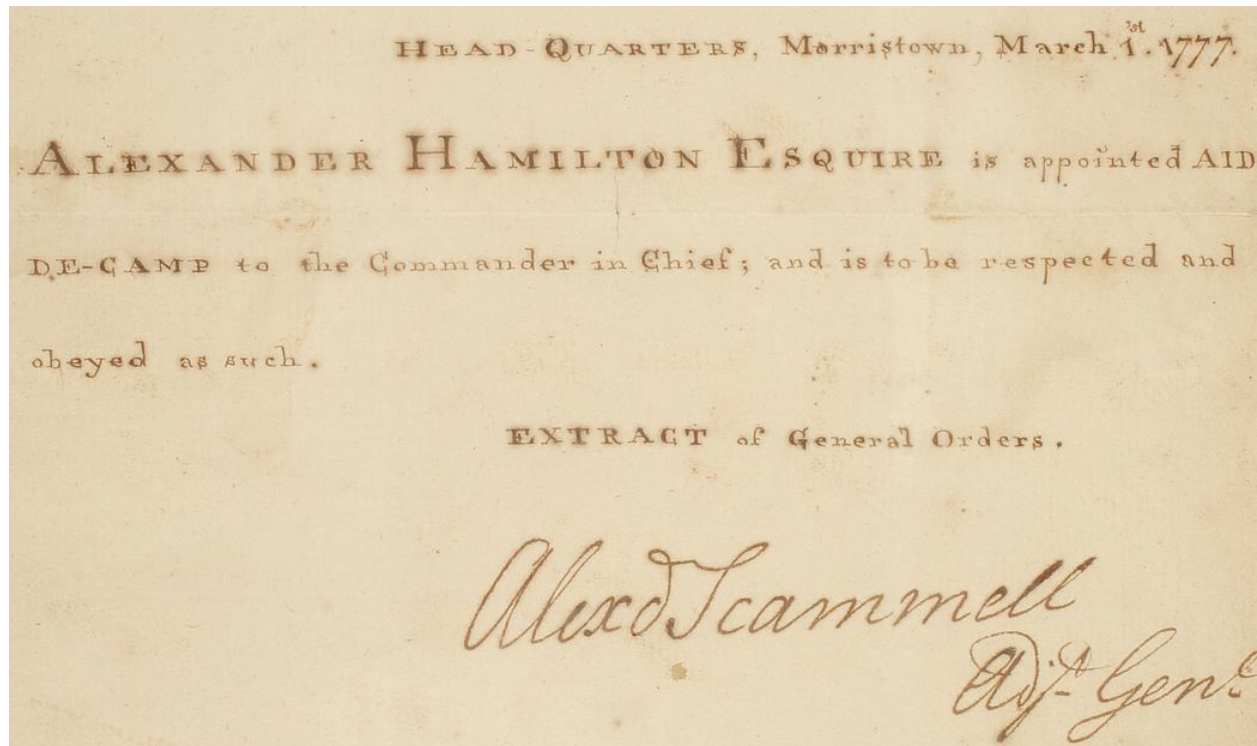 HEAD-QUARTERS, Morristown, March 1st. 1777.
ALEXANDER HAMILTON ESQUIRE is appointed AID
DE-CAMP to the Commander in Chief; and is to be respected and
obeyed as such.
EXTRACT of General Orders.
Alexd Scammell
Adjt Genl